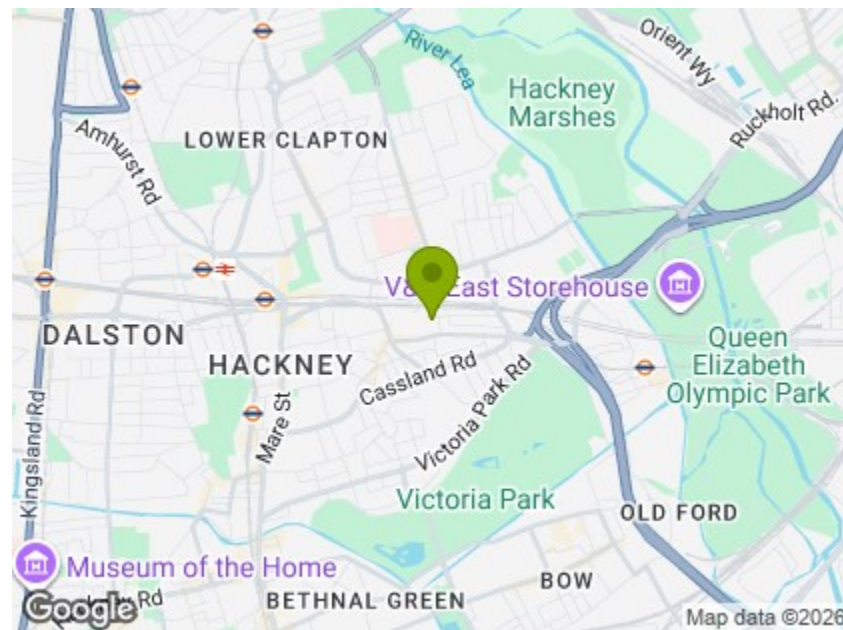 River Lea
Orient Wy
Hackney
Marshes
Ruckholt Rd.
Amhurst Rd
LOWER CLAPTON
East Storehouse
DALSTON
HACKNEY
Cassland Rd
Queen
Elizabeth
Olympic Park
Mare St
Victoria Park Rd
Kingsland Rd
Victoria Park
OLD FORD
Museum of the Home
BOW
Rd
BETHNAL GREEN
Google
Map data ©2026